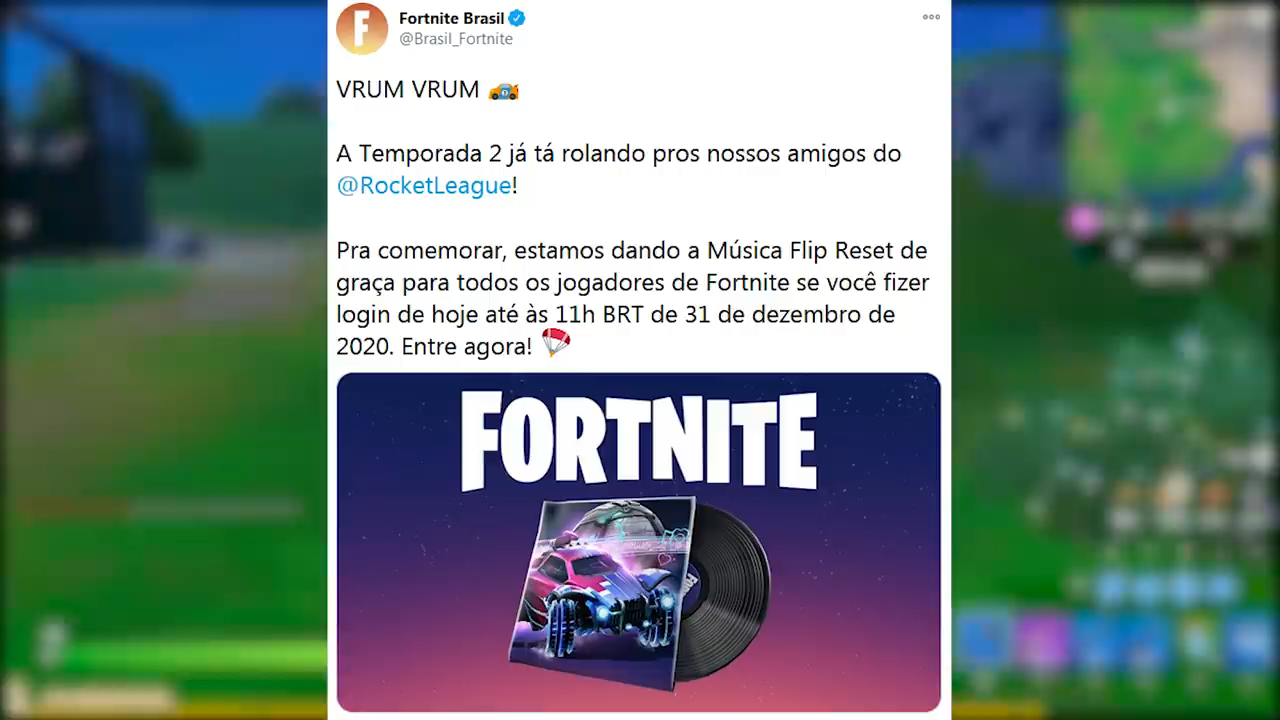 Fortnite Brasil
@Brasil_Fortnite
VRUM VRUM
A Temporada 2 já tá rolando pros nossos amigos do
@RocketLeague!
Pra comemorar, estamos dando a Música Flip Reset de
graça para todos os jogadores de Fortnite se você fizer
login de hoje até às 11h BRT de 31 de dezembro de
2020. Entre agora!
FORTNITE